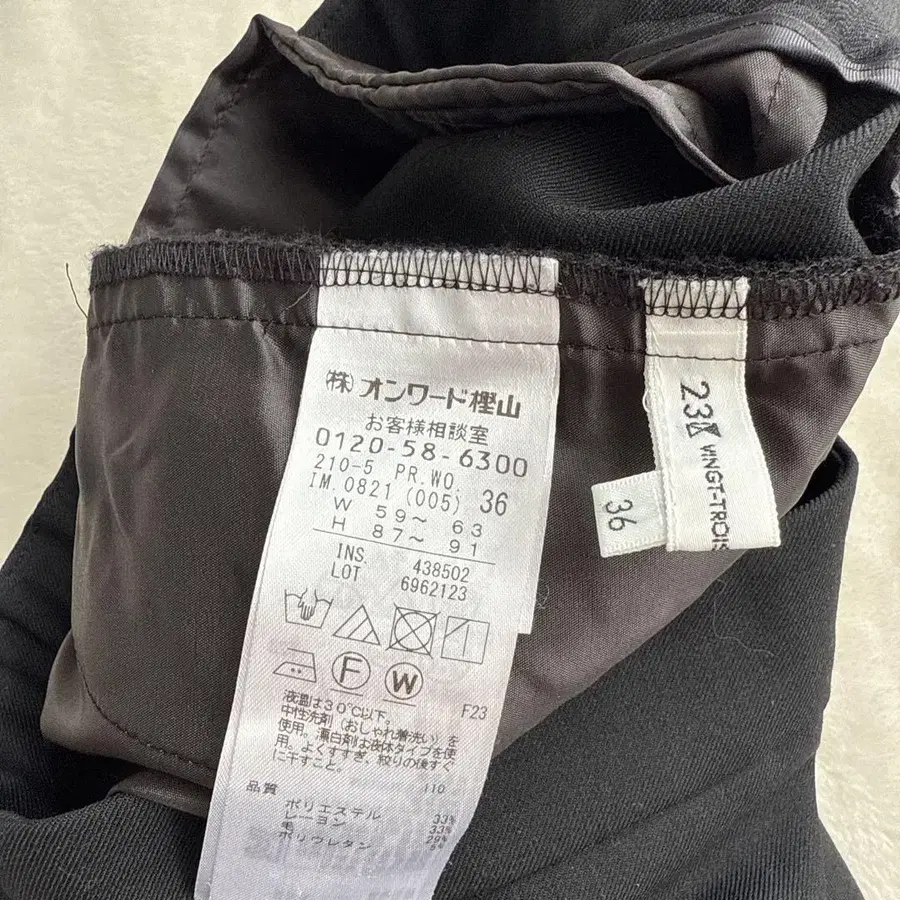 (株)オンワード樫山
お客様相談室
0120-58-6300
210-5 PR.WO.
IM.0821(005) 36
W 59～ 63
H 87～ 91
INS. 438502
LOT 6962123
F
W
F23
液温は30℃以下。
中性洗剤(おしゃれ着洗い)を
使用。漂白剤は液体タイプを使
用。よくすすぎ、絞りの後すぐ
に干すこと。
110
品質
ポリエステル 33%
レーヨン 33%
毛 29%
ポリウレタン 5%
23区 VINGT-TROIS
36